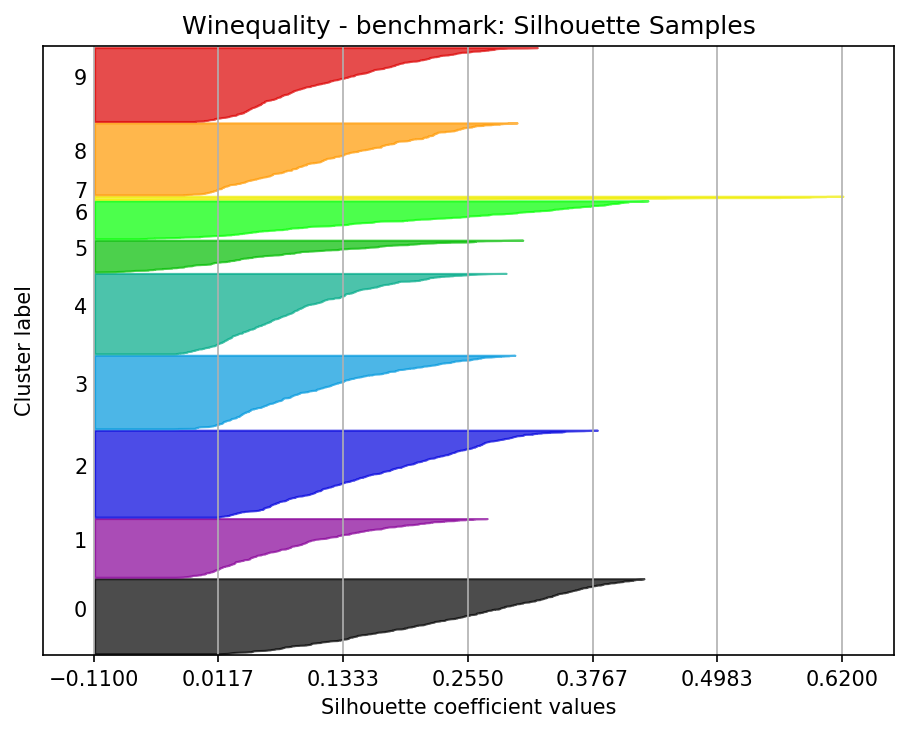 Winequality - benchmark: Silhouette Samples
9
8
7
6
5
4
3
2
1
0
Cluster label
−0.1100 0.0117 0.1333 0.2550 0.3767 0.4983 0.6200
Silhouette coefficient values